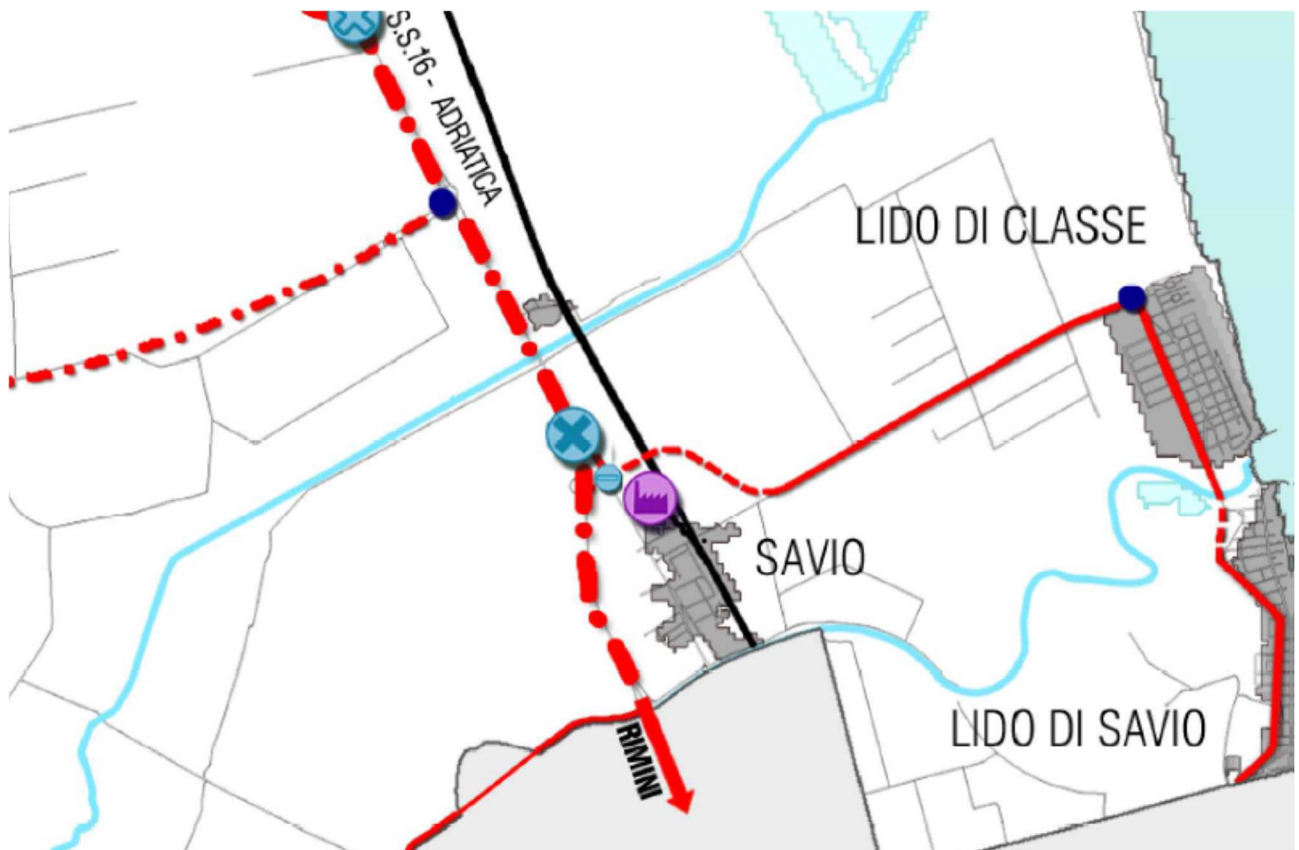 S.S.16 - ADRIATICA
LIDO DI CLASSE
SAVIO
LIDO DI SAVIO
RIMINI